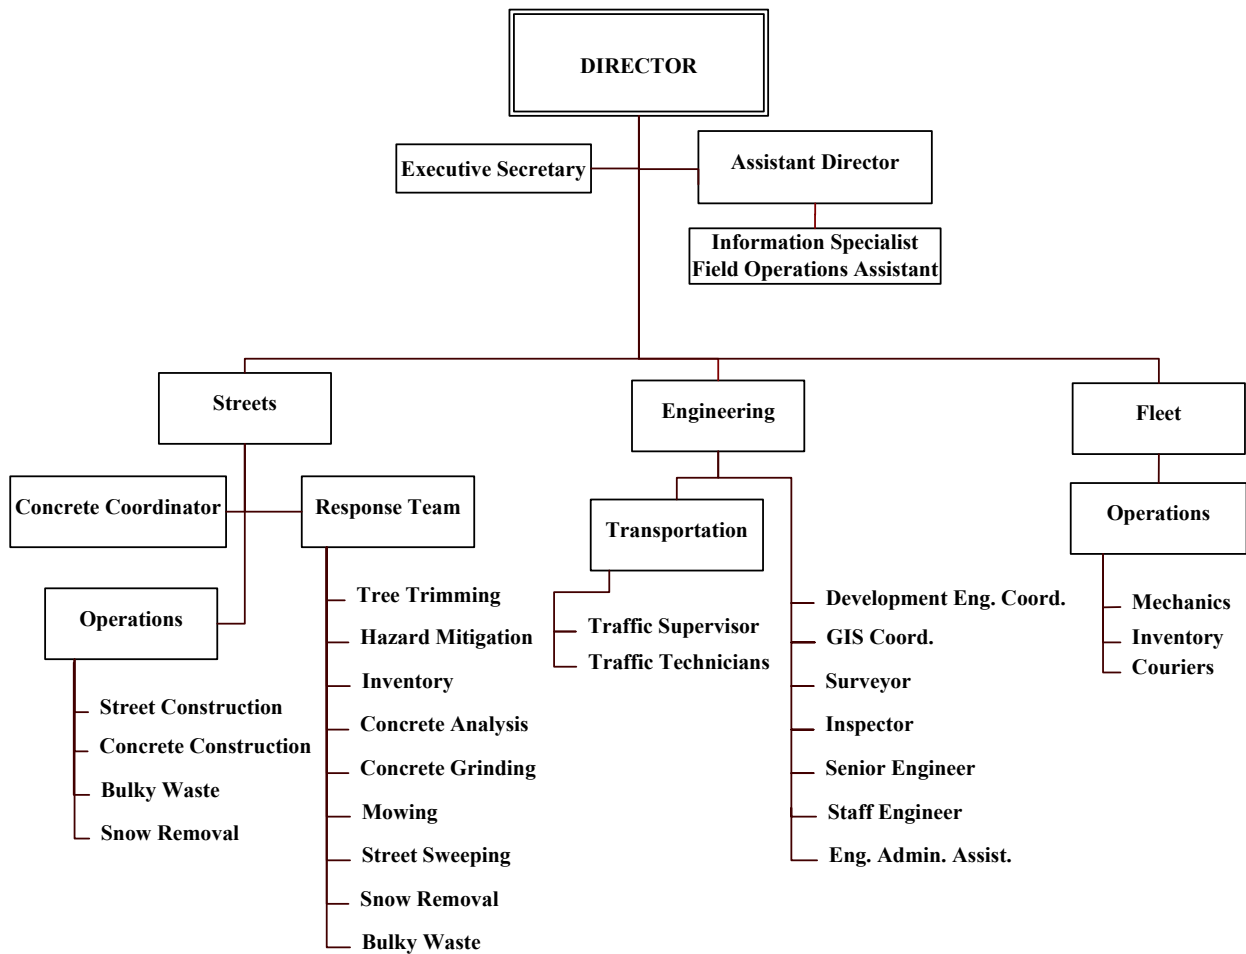 DIRECTOR
Executive Secretary
Assistant Director
Information Specialist
Field Operations Assistant
Streets
Engineering
Fleet
Concrete Coordinator
Response Team
Transportation
Operations
Operations
Tree Trimming
Hazard Mitigation
Inventory
Concrete Analysis
Concrete Grinding
Mowing
Street Sweeping
Snow Removal
Bulky Waste
Street Construction
Concrete Construction
Bulky Waste
Snow Removal
Traffic Supervisor
Traffic Technicians
Development Eng. Coord.
GIS Coord.
Surveyor
Inspector
Senior Engineer
Staff Engineer
Eng. Admin. Assist.
Mechanics
Inventory
Couriers